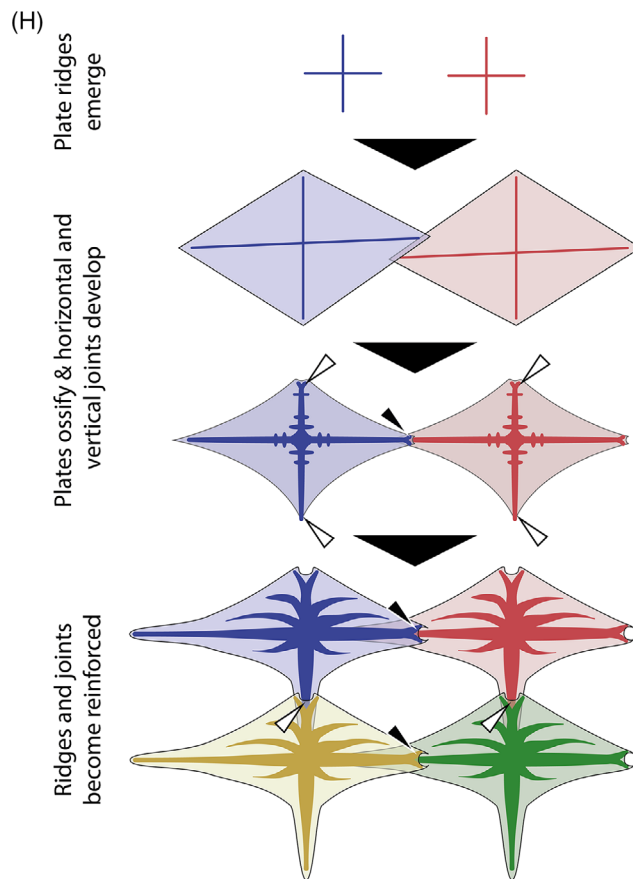 (H)
Plate ridges
emerge
Plates ossify & horizontal and
vertical joints develop
Ridges and joints
become reinforced